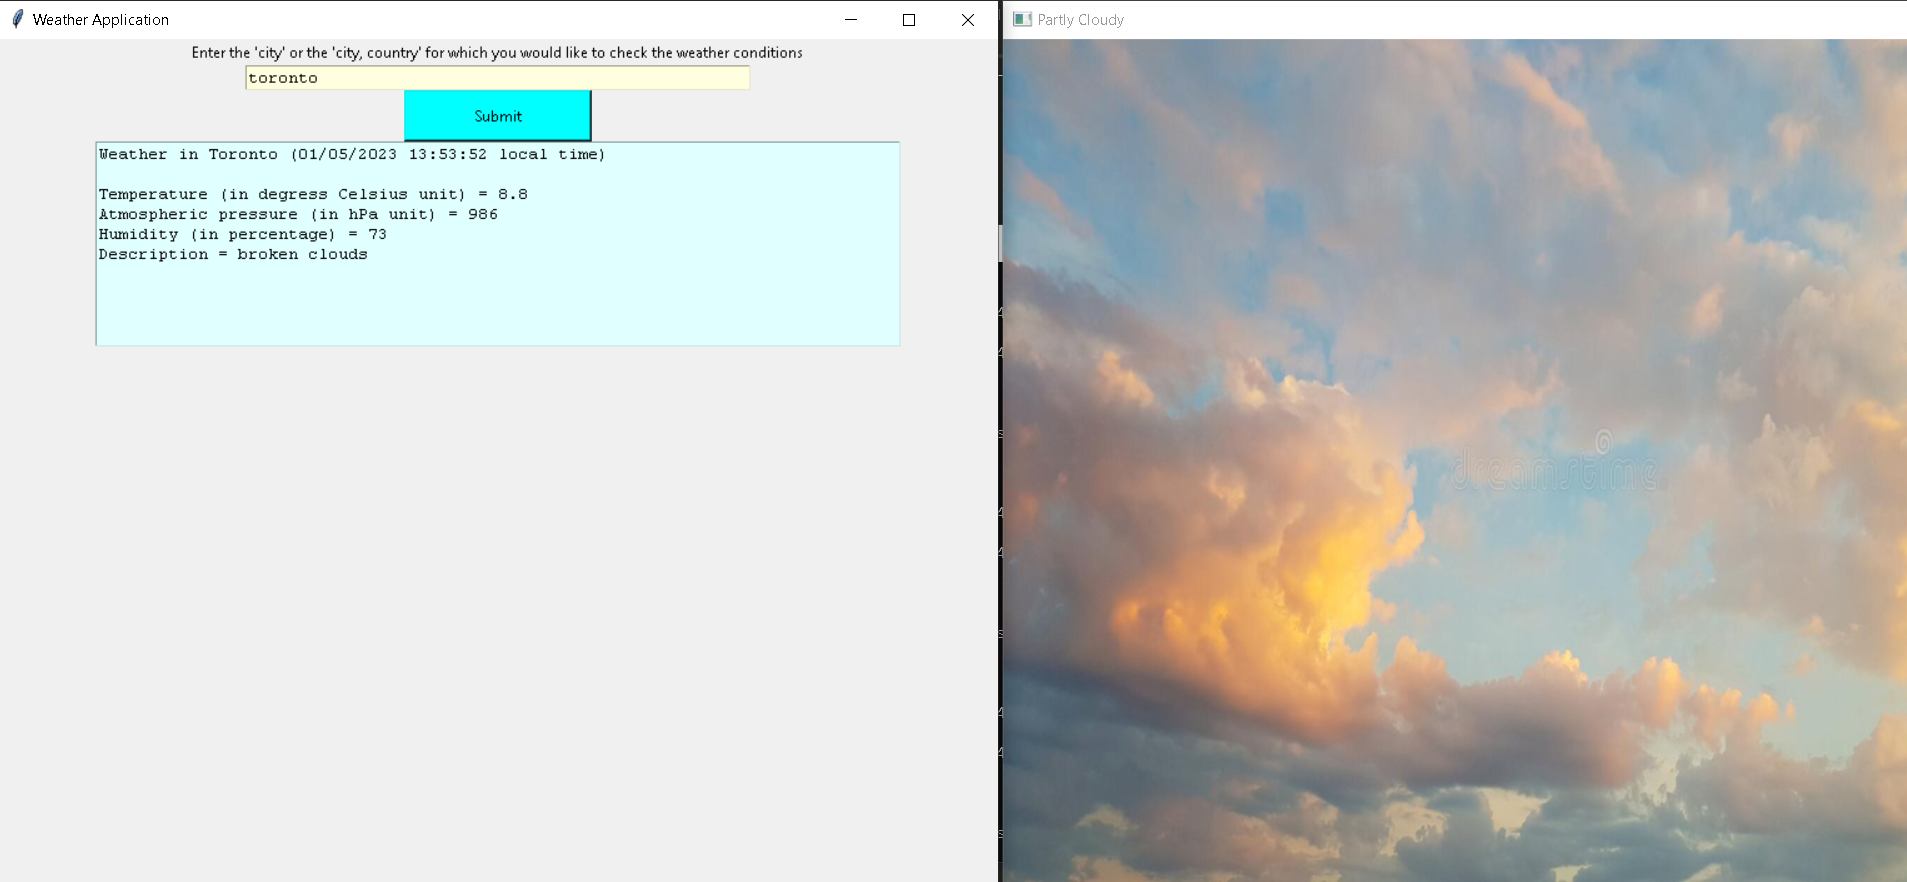 Weather Application
Enter the 'city' or the 'city, country' for which you would like to check the weather conditions
toronto
Submit
Weather in Toronto (01/05/2023 13:53:52 local time)
Temperature (in degress Celsius unit) = 8.8
Atmospheric pressure (in hPa unit) = 986
Humidity (in percentage) = 73
Description = broken clouds
Partly Cloudy
dreamstime